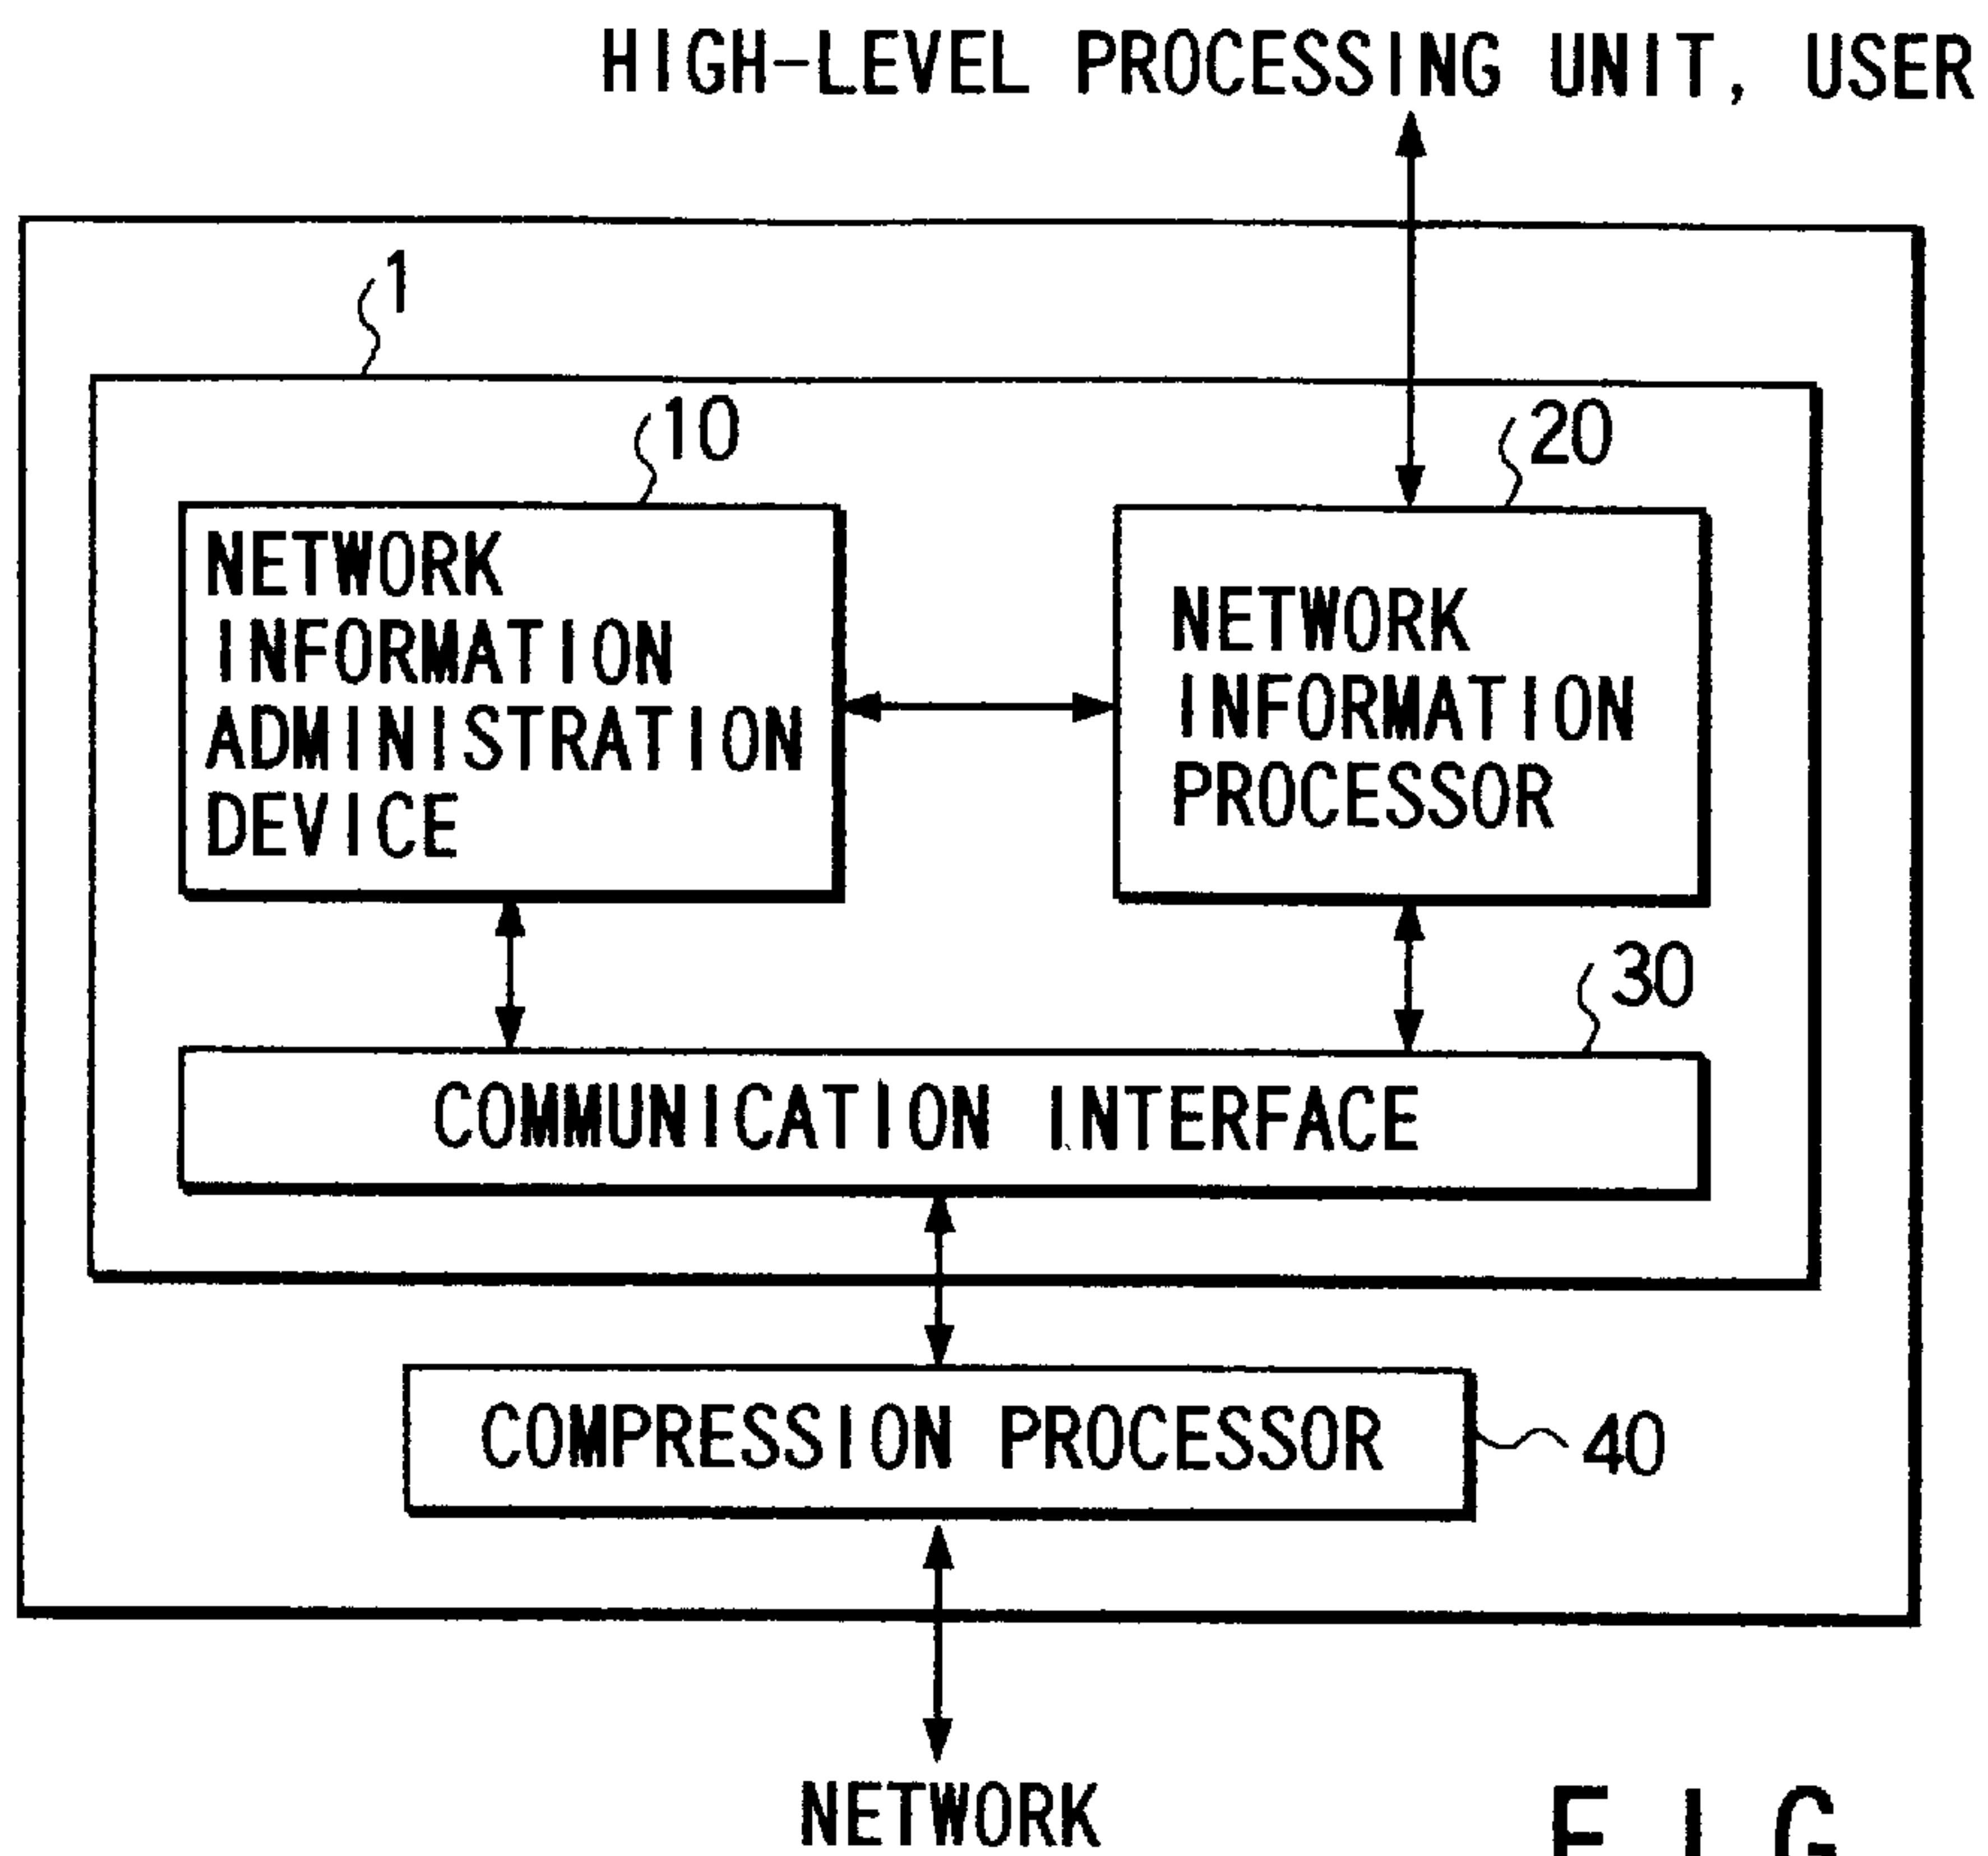 HIGH-LEVEL PROCESSING UNIT, USER
1
10
20
NETWORK
INFORMATION
ADMINISTRATION
DEVICE
NETWORK
INFORMATION
PROCESSOR
30
COMMUNICATION INTERFACE
COMPRESSION PROCESSOR
40
NETWORK
FIG